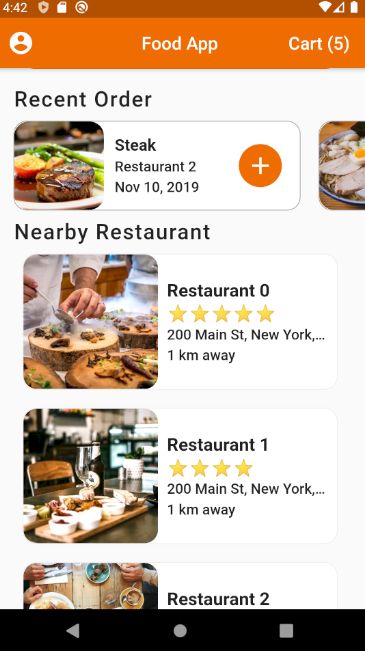 4:42
Food App
Cart (5)
Recent Order
Steak
Restaurant 2
Nov 10, 2019
Nearby Restaurant
Restaurant 0
200 Main St, New York,...
1 km away
Restaurant 1
200 Main St, New York,...
1 km away
Restaurant 2